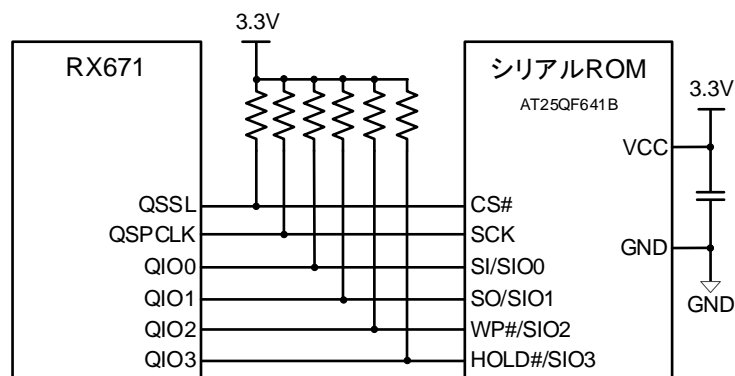 3.3V
RX671
シリアルROM
AT25QF641B
3.3V
VCC
QSSL
CS#
QSPCLK
SCK
GND
QIO0
SI/SIO0
QIO1
SO/SIO1
GND
QIO2
WP#/SIO2
QIO3
HOLD#/SIO3